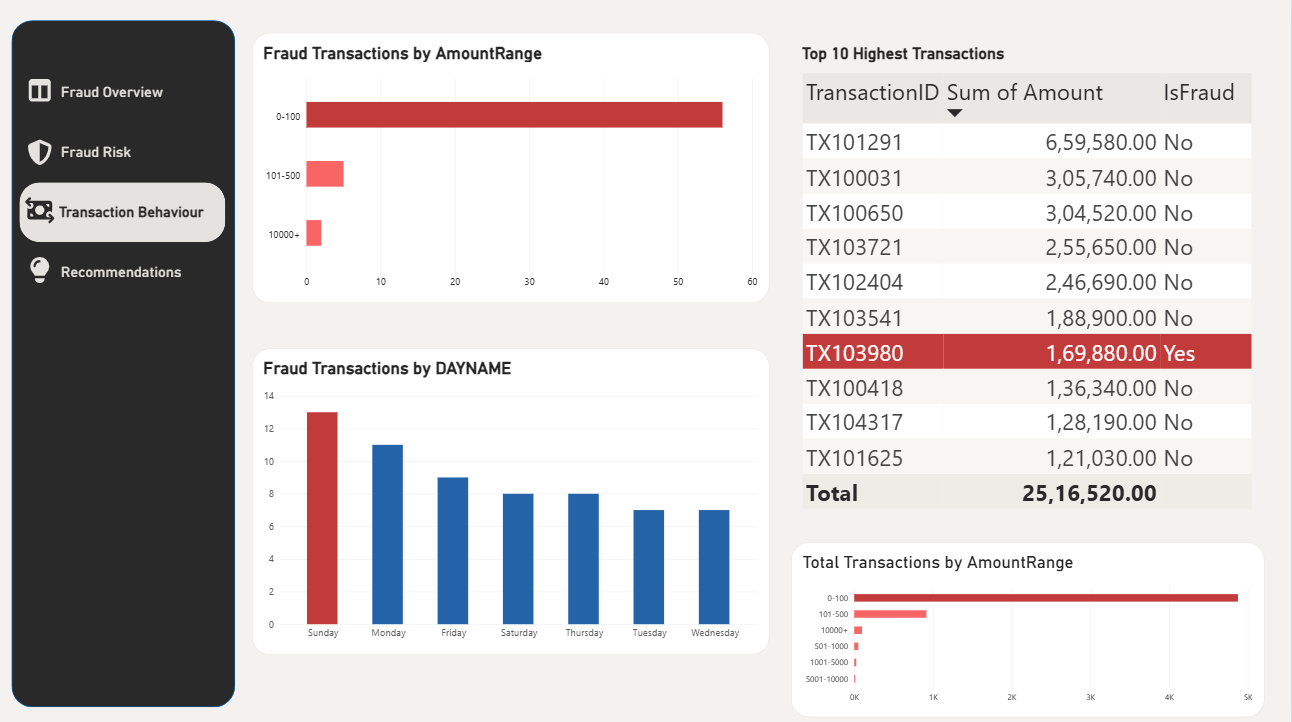 Fraud Overview
Fraud Risk
Transaction Behaviour
Recommendations
Fraud Transactions by AmountRange
0-100
101-500
10000+
0 10 20 30 40 50 60
Fraud Transactions by DAYNAME
14
12
10
8
6
4
2
0
Sunday Monday Friday Saturday Thursday Tuesday Wednesday
Top 10 Highest Transactions
TransactionID Sum of Amount IsFraud
TX101291 6,59,580.00 No
TX100031 3,05,740.00 No
TX100650 3,04,520.00 No
TX103721 2,55,650.00 No
TX102404 2,46,690.00 No
TX103541 1,88,900.00 No
TX103980 1,69,880.00 Yes
TX100418 1,36,340.00 No
TX104317 1,28,190.00 No
TX101625 1,21,030.00 No
Total 25,16,520.00
Total Transactions by AmountRange
0-100
101-500
10000+
501-1000
1001-5000
5001-10000
0K 1K 2K 3K 4K 5K